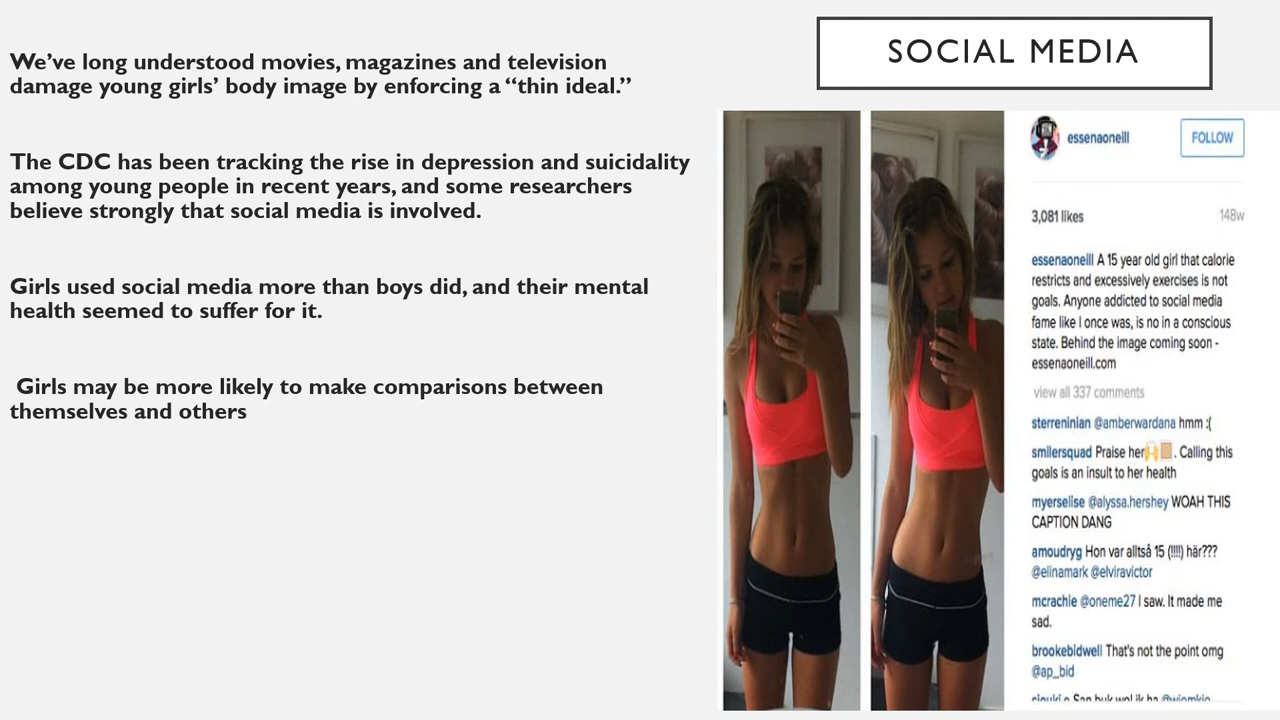 SOCIAL MEDIA
We’ve long understood movies, magazines and television
damage young girls’ body image by enforcing a “thin ideal.”
The CDC has been tracking the rise in depression and suicidality
among young people in recent years, and some researchers
believe strongly that social media is involved.
Girls used social media more than boys did, and their mental
health seemed to suffer for it.
Girls may be more likely to make comparisons between
themselves and others
essenaoneill
FOLLOW
3,081 likes 148w
essenaoneill A 15 year old girl that calorie
restricts and excessively exercises is not
goals. Anyone addicted to social media
fame like I once was, is no in a conscious
state. Behind the image coming soon -
essenaoneill.com
view all 337 comments
sterreninian @amberwardana hmm :(
smilersquad Praise her🙌🏼. Calling this
goals is an insult to her health
myerselise @alyssa.hershey WOAH THIS
CAPTION DANG
amoudryg Hon var alltså 15 (!!!!) här???
@elinamark @elviravictor
mcrachie @oneme27 I saw. It made me
sad.
brookebidwell That's not the point omg
@ap_bid